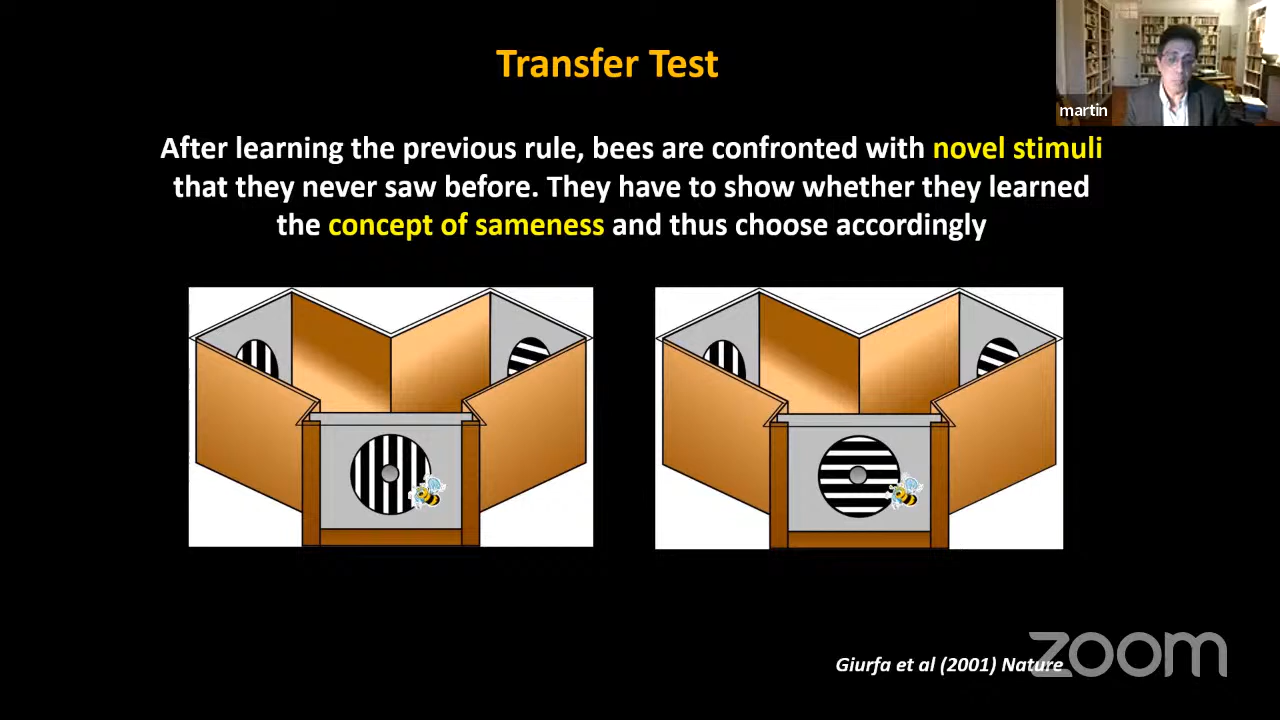 Transfer Test
martin
After learning the previous rule, bees are confronted with novel stimuli
that they never saw before. They have to show whether they learned
the concept of sameness and thus choose accordingly
Giurfa et al (2001) Nature
zoom